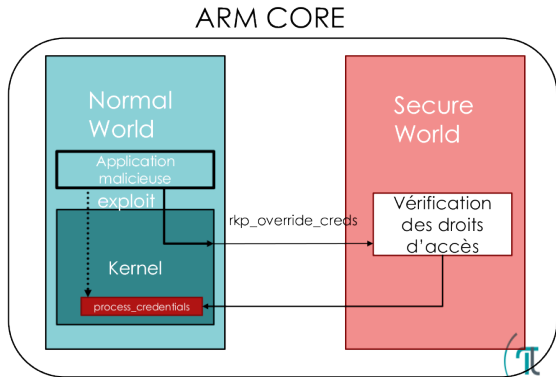 ARM CORE
Normal
World
Application
malicieuse
exploit
Kernel
process_credentials
rkp_override_creds
Secure
World
Vérification
des droits
d'accès